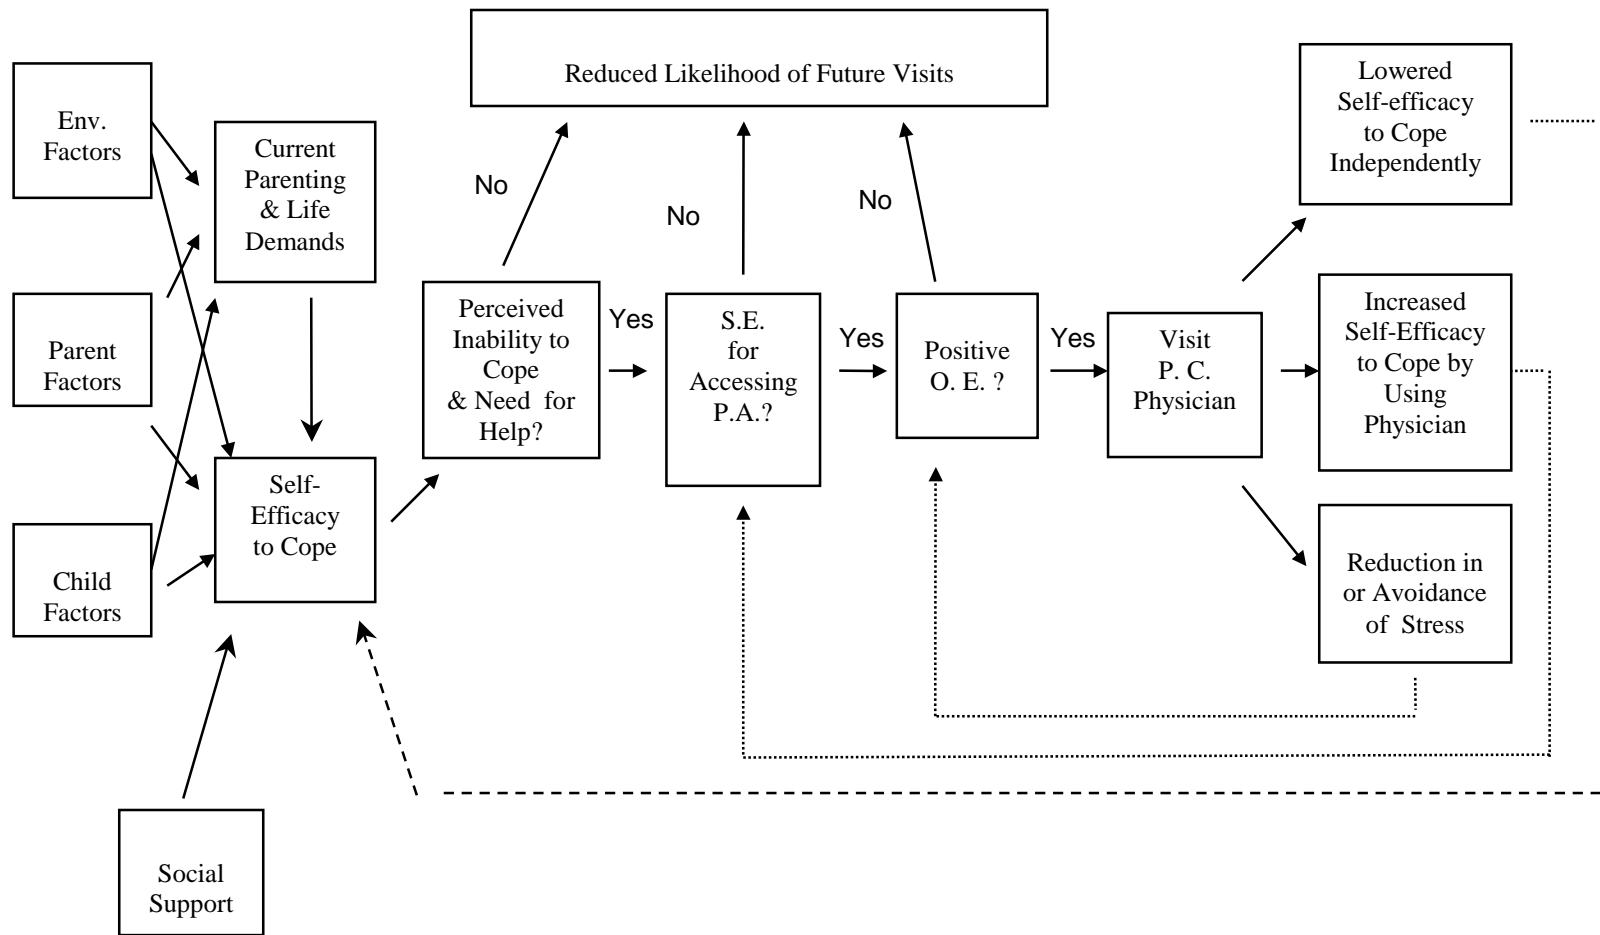 Reduced Likelihood of Future Visits
Env.
Factors
Current
Parenting
& Life
Demands
Parent
Factors
Child
Factors
Self-
Efficacy
to Cope
Social
Support
Perceived
Inability to
Cope
& Need for
Help?
No
Yes
S.E.
for
Accessing
P.A.?
No
Yes
Positive
O. E. ?
No
Yes
Visit
P. C.
Physician
Lowered
Self-efficacy
to Cope
Independently
Increased
Self-Efficacy
to Cope by
Using
Physician
Reduction in
or Avoidance
of Stress